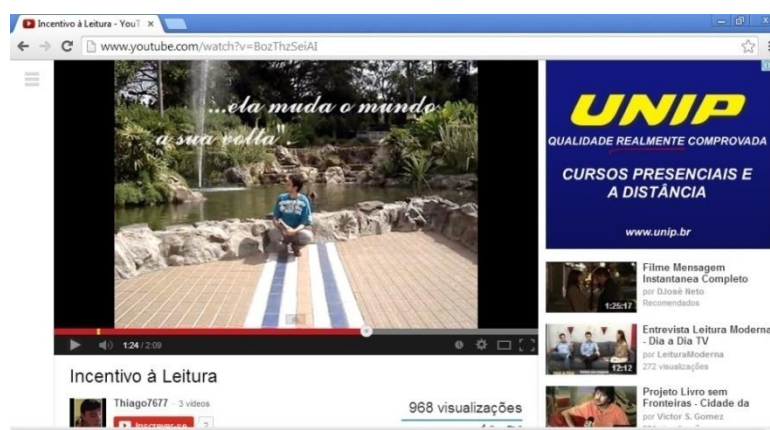 Incentivo à Leitura - YouT
www.youtube.com/watch?v=BozThzSeiAI
...ela muda o mundo
a sua volta".
1:24 / 2:09
Incentivo à Leitura
Thiago7677 · 3 vídeos
Inscrever-se 2
968 visualizações
UNIP
QUALIDADE REALMENTE COMPROVADA
CURSOS PRESENCIAIS E
A DISTÂNCIA
www.unip.br
Filme Mensagem
Instantanea Completo
por DJosè Neto
Recomendados
1:25:17
Entrevista Leitura Moderna
- Dia a Dia TV
por LeituraModerna
272 visualizações
12:12
Projeto Livro sem
Fronteiras - Cidade da
por Victor S. Gomez